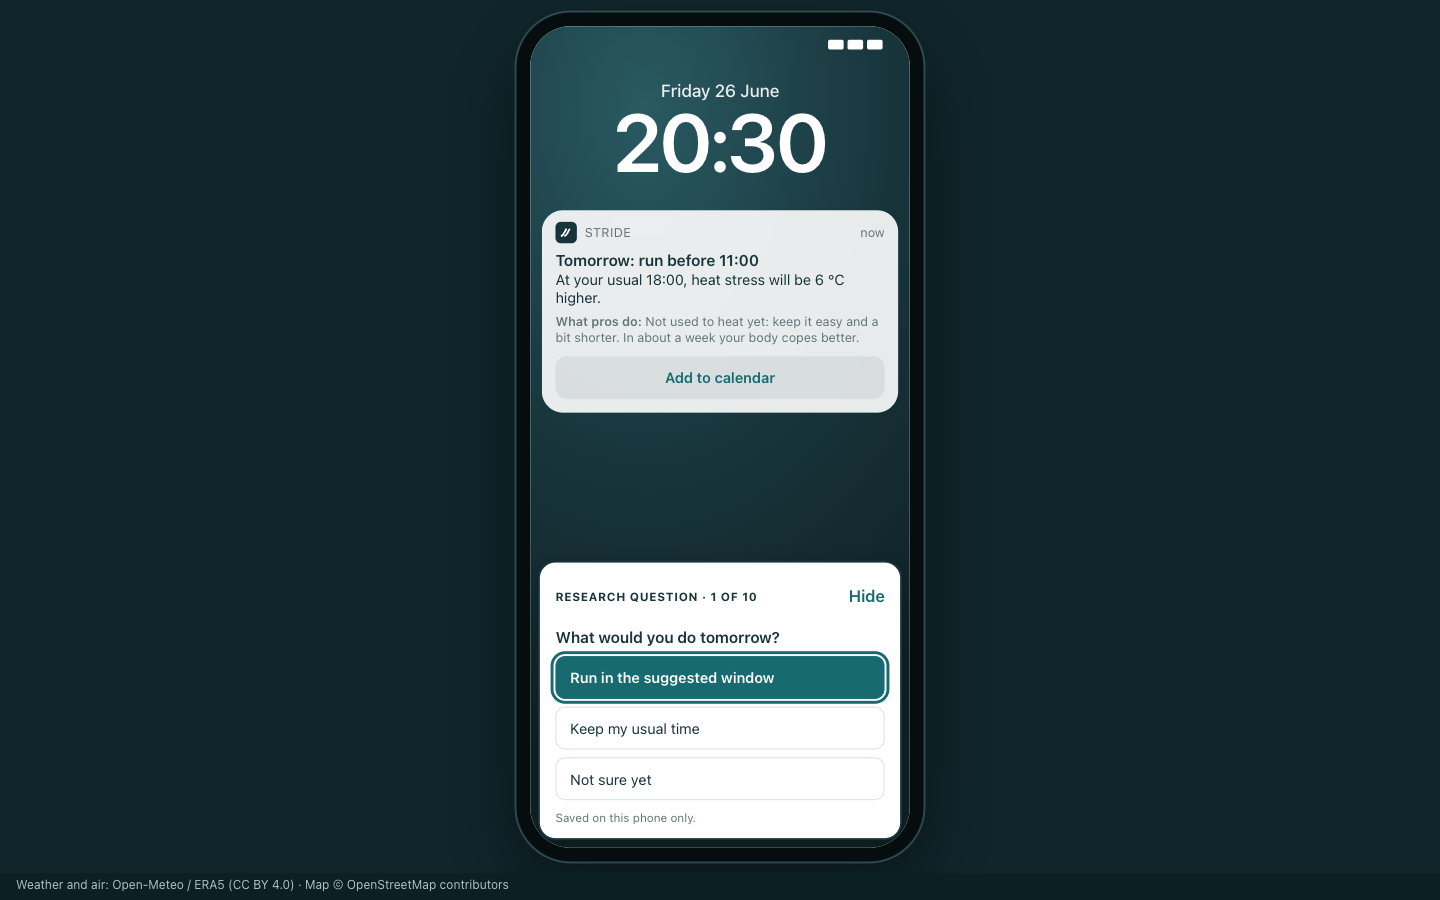 Friday 26 June
20:30
STRIDE now
Tomorrow: run before 11:00
At your usual 18:00, heat stress will be 6 °C
higher.
What pros do: Not used to heat yet: keep it easy and a
bit shorter. In about a week your body copes better.
Add to calendar
RESEARCH QUESTION · 1 OF 10 Hide
What would you do tomorrow?
Run in the suggested window
Keep my usual time
Not sure yet
Saved on this phone only.
Weather and air: Open-Meteo / ERA5 (CC BY 4.0) · Map © OpenStreetMap contributors